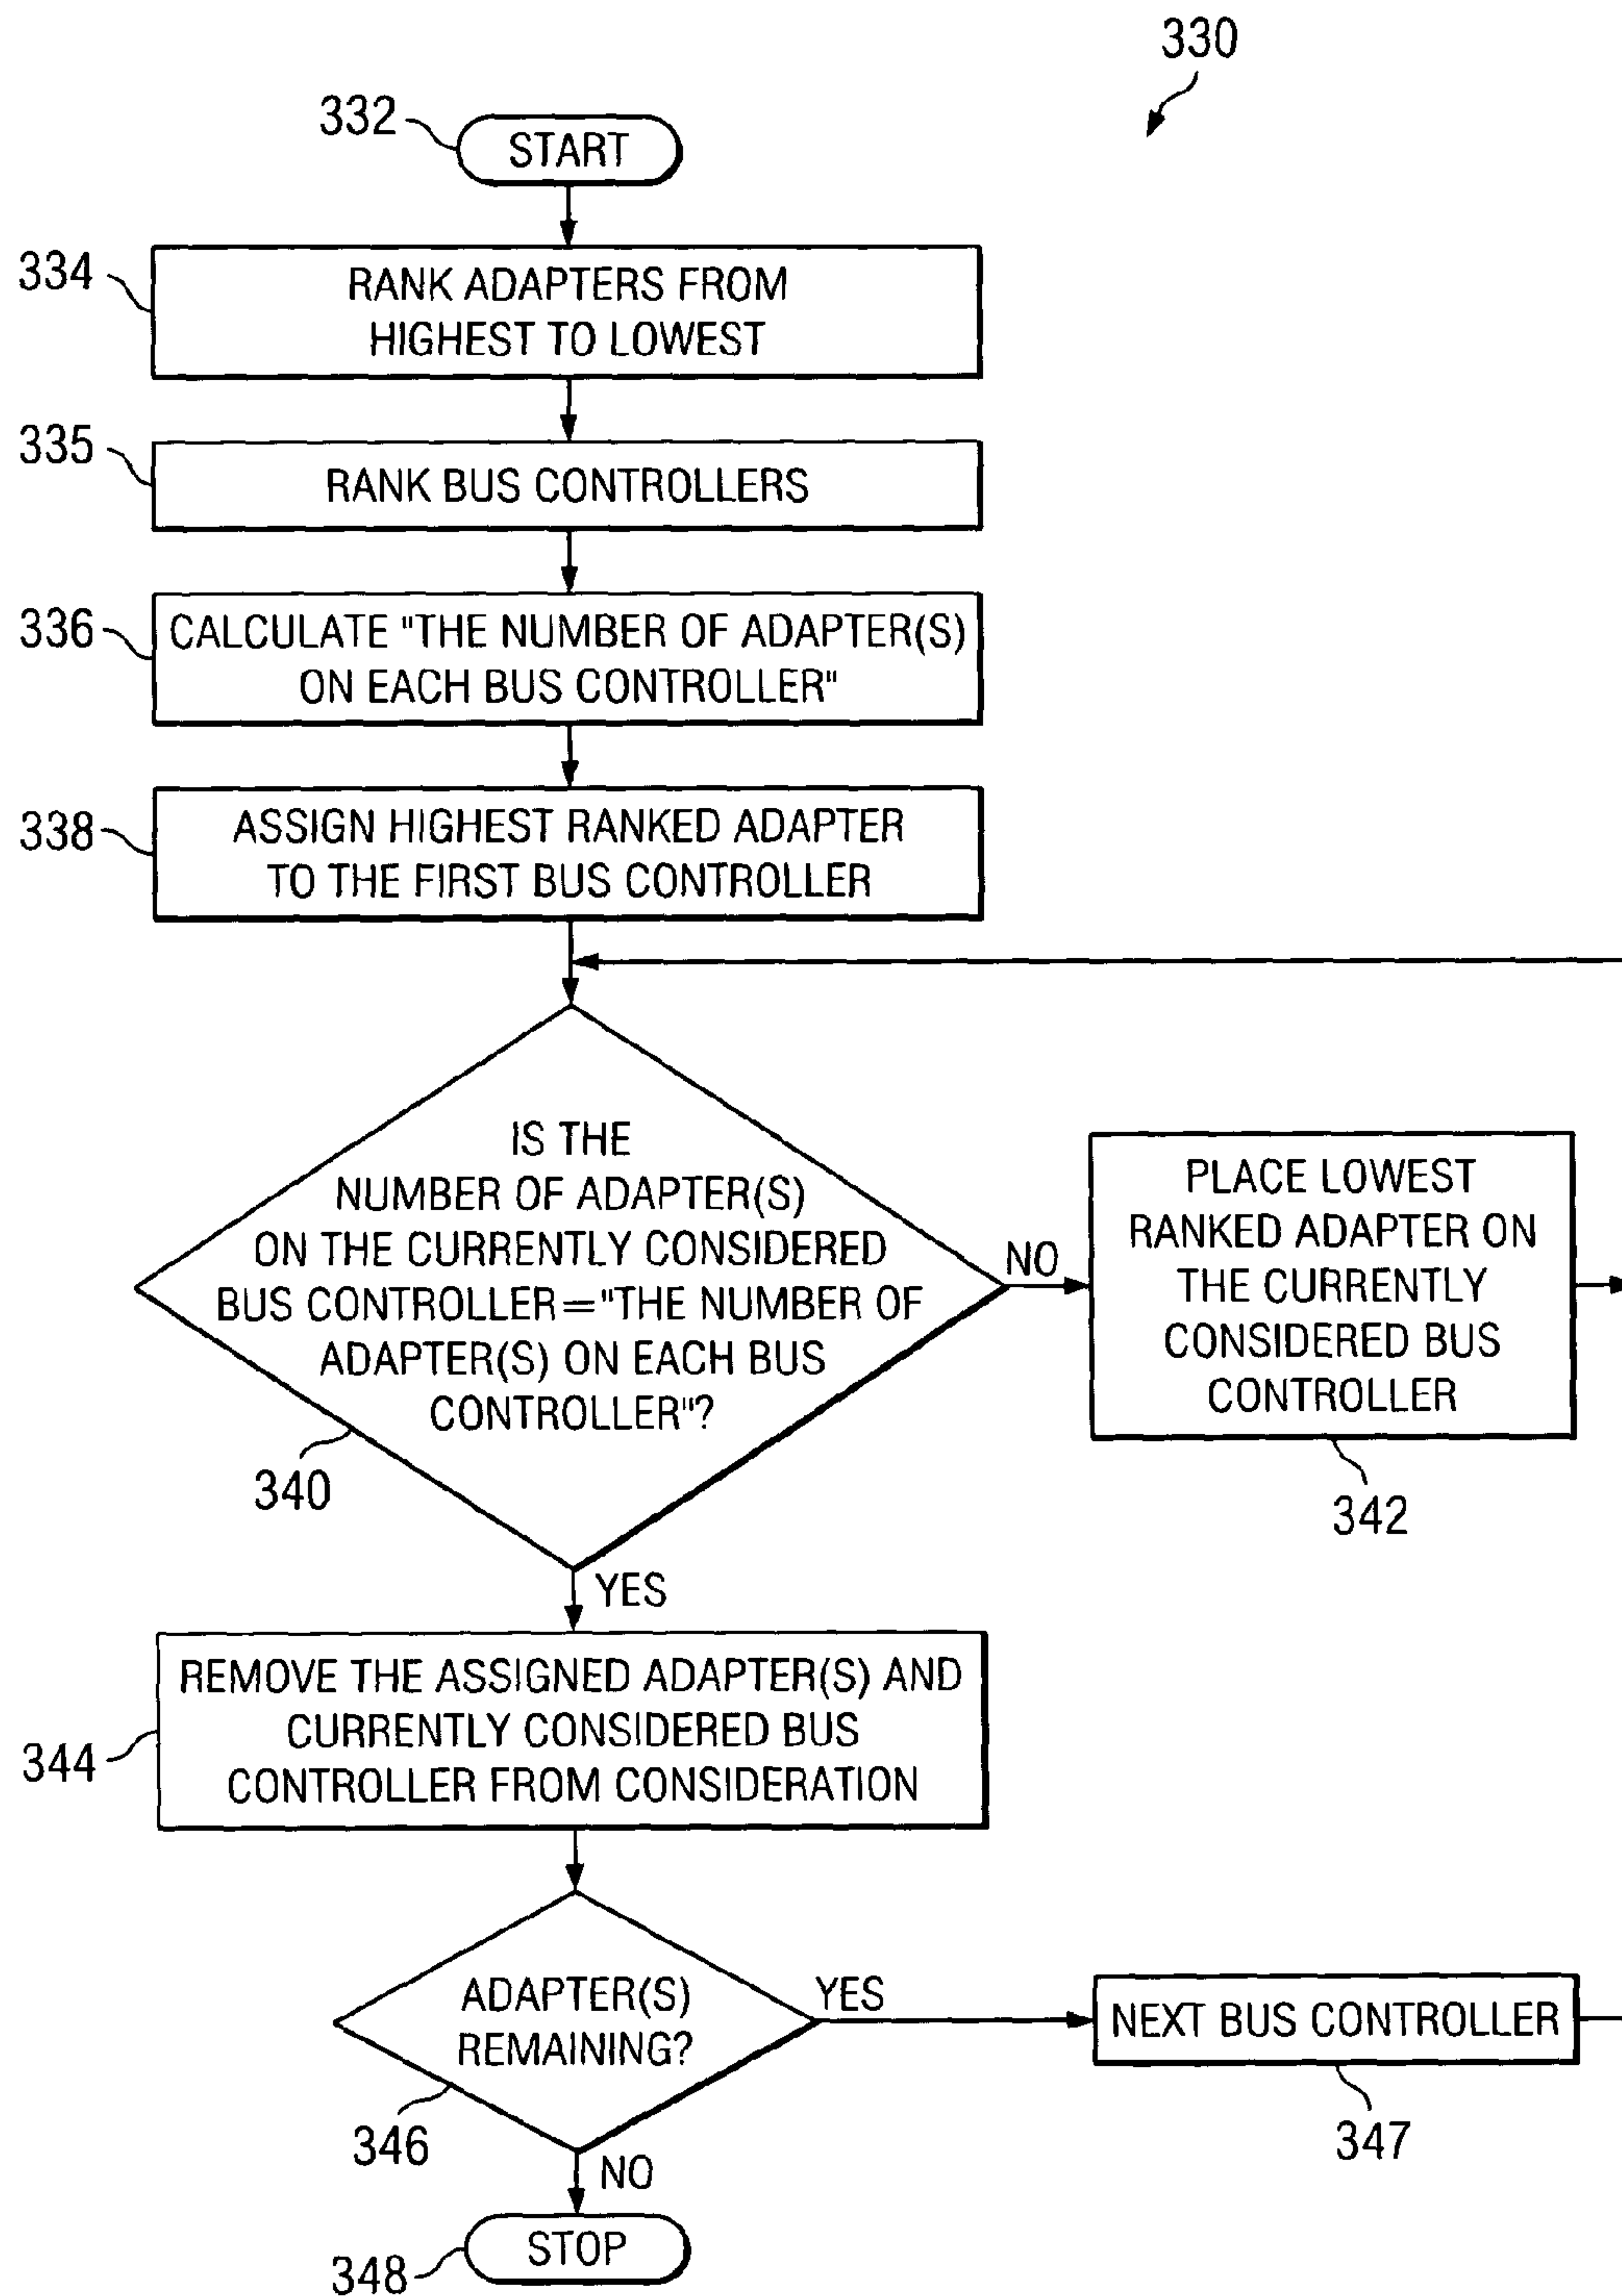 330
332
START
334
RANK ADAPTERS FROM
HIGHEST TO LOWEST
335
RANK BUS CONTROLLERS
336
CALCULATE "THE NUMBER OF ADAPTER(S)
ON EACH BUS CONTROLLER"
338
ASSIGN HIGHEST RANKED ADAPTER
TO THE FIRST BUS CONTROLLER
IS THE
NUMBER OF ADAPTER(S)
ON THE CURRENTLY CONSIDERED
BUS CONTROLLER="THE NUMBER OF
ADAPTER(S) ON EACH BUS
CONTROLLER"?
340
NO
PLACE LOWEST
RANKED ADAPTER ON
THE CURRENTLY
CONSIDERED BUS
CONTROLLER
342
YES
344
REMOVE THE ASSIGNED ADAPTER(S) AND
CURRENTLY CONSIDERED BUS
CONTROLLER FROM CONSIDERATION
ADAPTER(S)
REMAINING?
346
YES
NEXT BUS CONTROLLER
347
NO
STOP
348